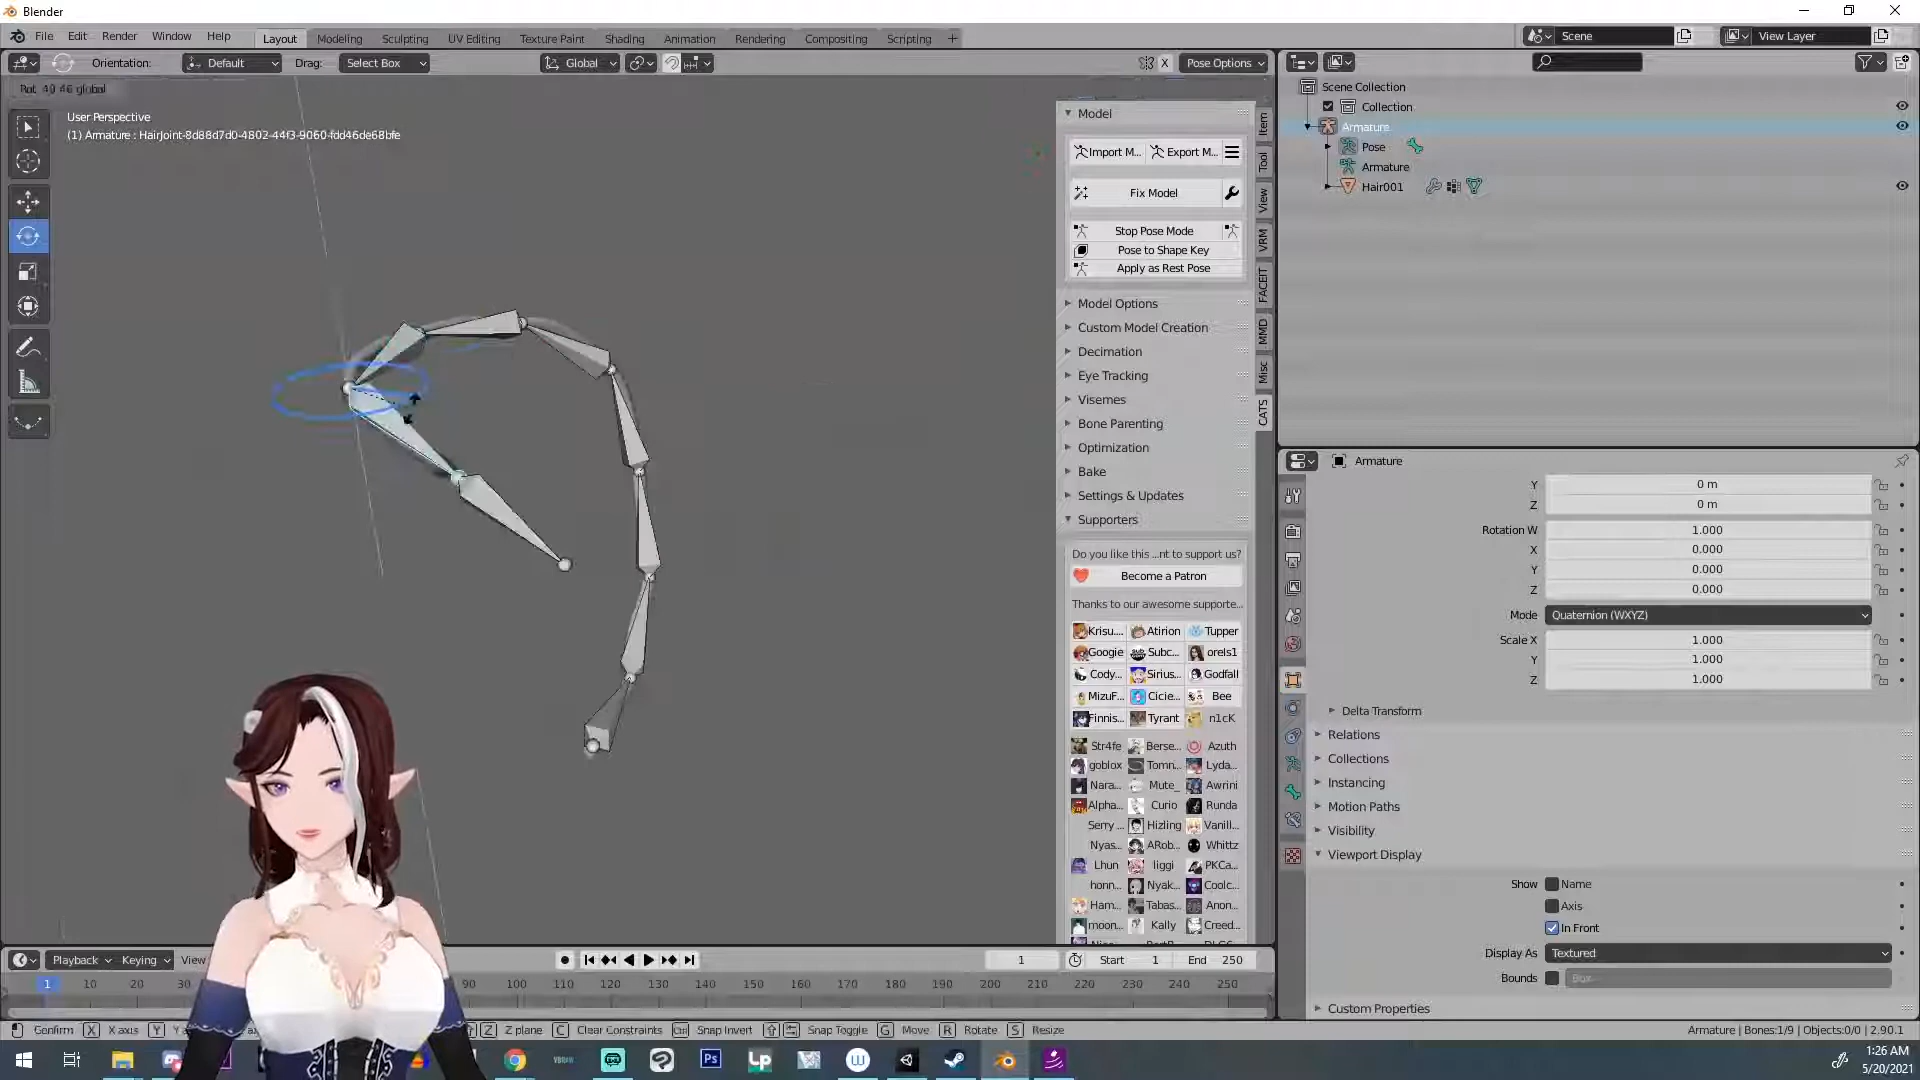 Blender
File Edit Render Window Help
Layout Modeling Sculpting UV Editing Texture Paint Shading Animation Rendering Compositing Scripting
Scene
View Layer
Orientation: Default Drag: Select Box
Global
X
Pose Options
User Perspective
(1) Armature : HairJoint-8d88d7d0-4802-44f3-9060-fdd46de68bfe
Model
Import M...
Export M...
Fix Model
Stop Pose Mode
Pose to Shape Key
Apply as Rest Pose
Model Options
Custom Model Creation
Decimation
Eye Tracking
Visemes
Bone Parenting
Optimization
Bake
Settings & Updates
Supporters
Do you like this ...nt to support us?
Become a Patron
Thanks to our awesome supporte...
Krisu.... Atirion Tupper
Googie Subc... orels1
Cody... Sirius... Godfall
MizuF... Cicie... Bee
Finnis... Tyrant n1cK
Str4fe Berse... Azuth
goblox Tomn... Lyda...
Nara... Mute_ Awrini
Alpha... Curio Runda
Serry ... Hizling Vanill...
Nyas... ARob... Whittz
Lhun liggi PKCa...
honn... Nyak... Coolc...
Ham... Tabas... Anon...
moon... Kally Creed...
Item
Tool
View
VRM
FACEIT
MMD
Misc
CATS
Scene Collection
Collection
Armature
Pose
Armature
Hair001
Armature
Y 0 m
Z 0 m
Rotation W 1.000
X 0.000
Y 0.000
Z 0.000
Mode Quaternion (WXYZ)
Scale X 1.000
Y 1.000
Z 1.000
Delta Transform
Relations
Collections
Instancing
Motion Paths
Visibility
Viewport Display
Show Name
Axis
In Front
Display As Textured
Bounds Box
Custom Properties
Playback Keying View
1
Start 1
End 250
1 10 20 30 90 100 110 120 130 140 150 160 170 180 190 200 210 220 230 240 250
Confirm X X axis Y Z Z plane C Clear Constraints Snap Invert Snap Toggle G Move R Rotate S Resize
Armature | Bones:1/9 | Objects:0/0 | 2.90.1
Ps
Lp
1:26 AM
5/20/2021